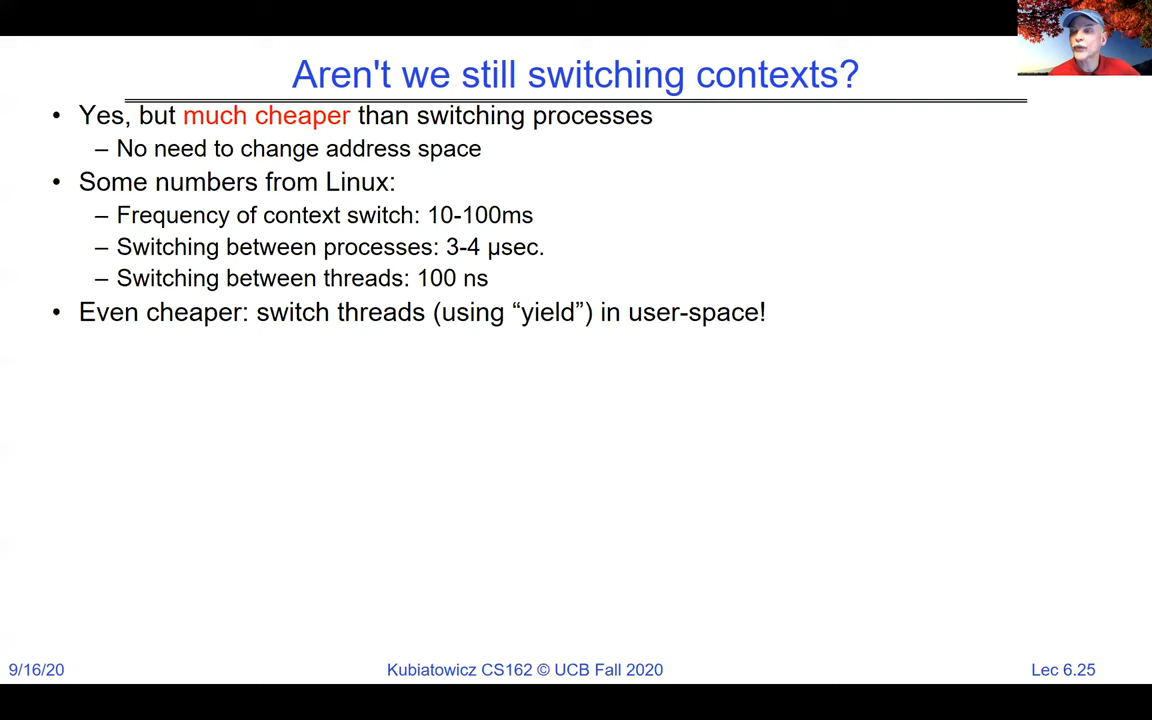 Aren't we still switching contexts?
• Yes, but much cheaper than switching processes
– No need to change address space
• Some numbers from Linux:
– Frequency of context switch: 10-100ms
– Switching between processes: 3-4 μsec.
– Switching between threads: 100 ns
• Even cheaper: switch threads (using “yield”) in user-space!
9/16/20
Kubiatowicz CS162 © UCB Fall 2020
Lec 6.25